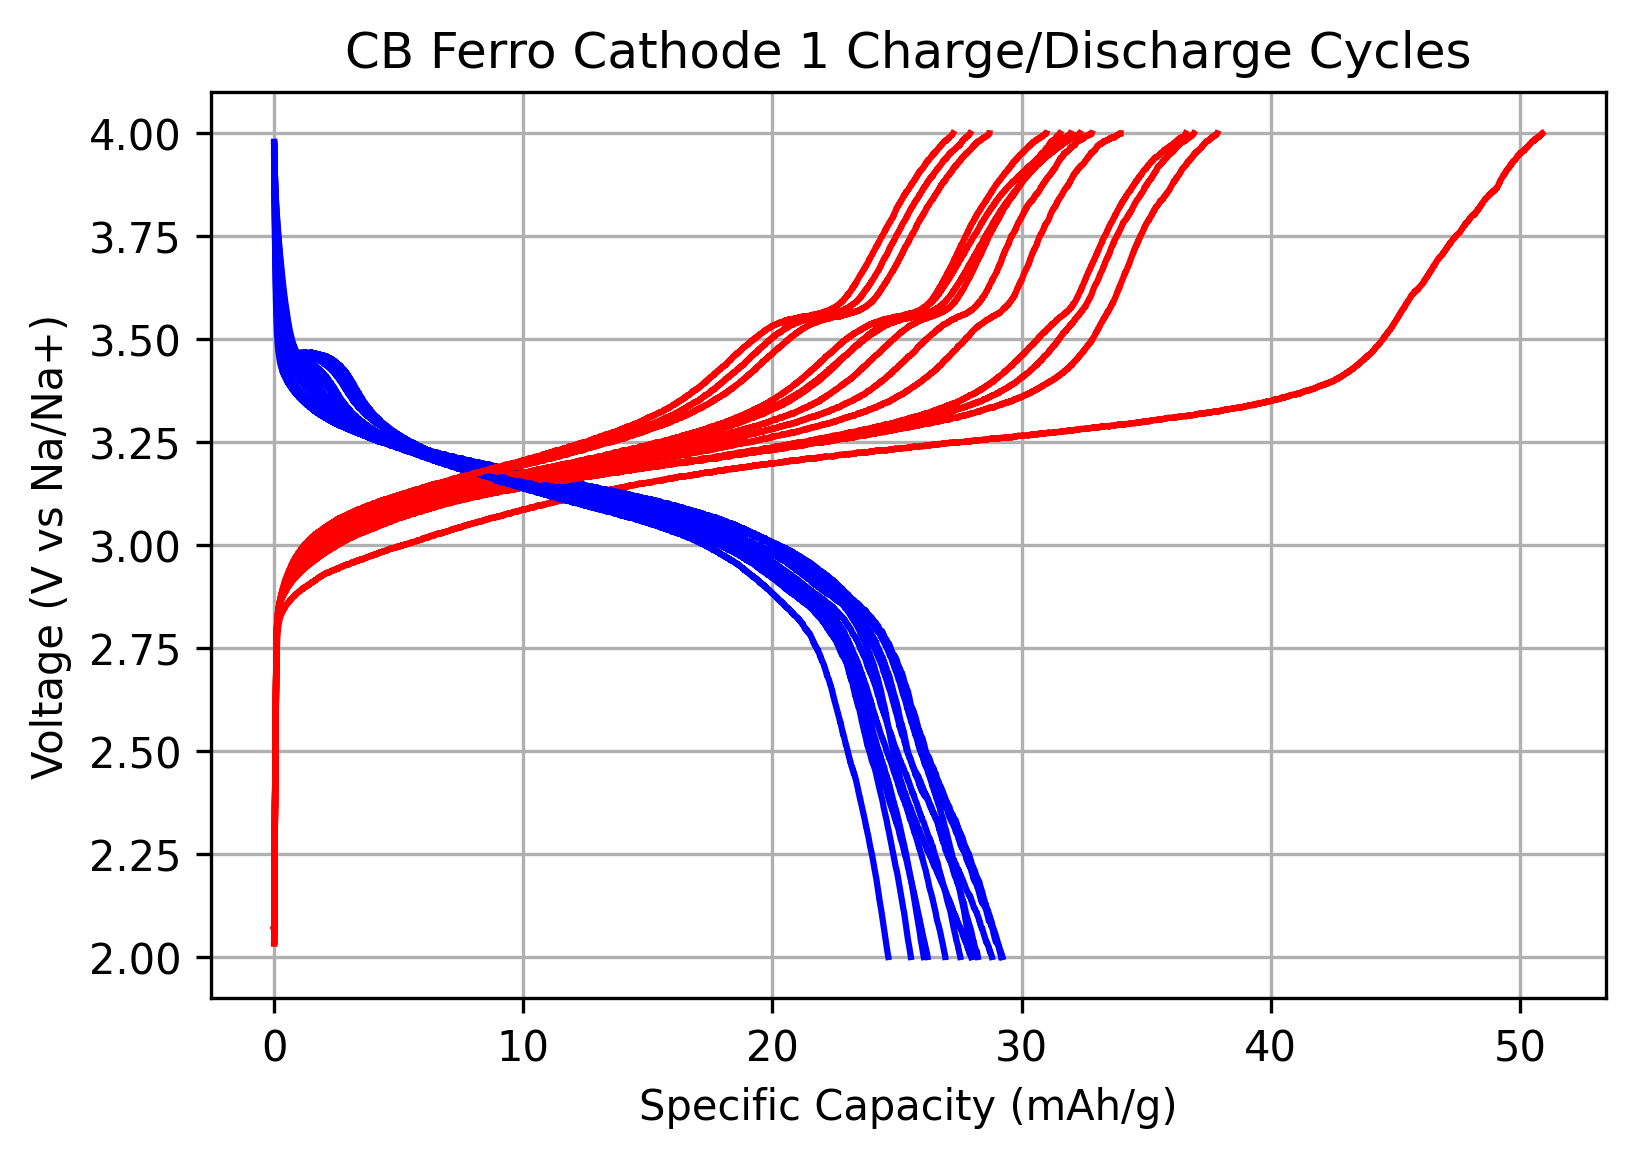 CB Ferro Cathode 1 Charge/Discharge Cycles
Voltage (V vs Na/Na+)
4.00
3.75
3.50
3.25
3.00
2.75
2.50
2.25
2.00
0 10 20 30 40 50
Specific Capacity (mAh/g)